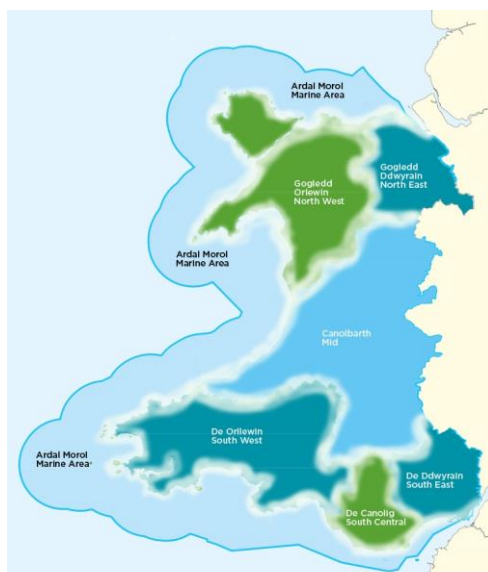 Ardal Morol
Marine Area
Gogledd
Ddwyrain
North East
Gogledd
Orlewin
North West
Ardal Morol
Marine Area
Canolbarth
Mid
De Orllewin
South West
Ardal Morol
Marine Area
De Ddwyrain
South East
De Canolig
South Central